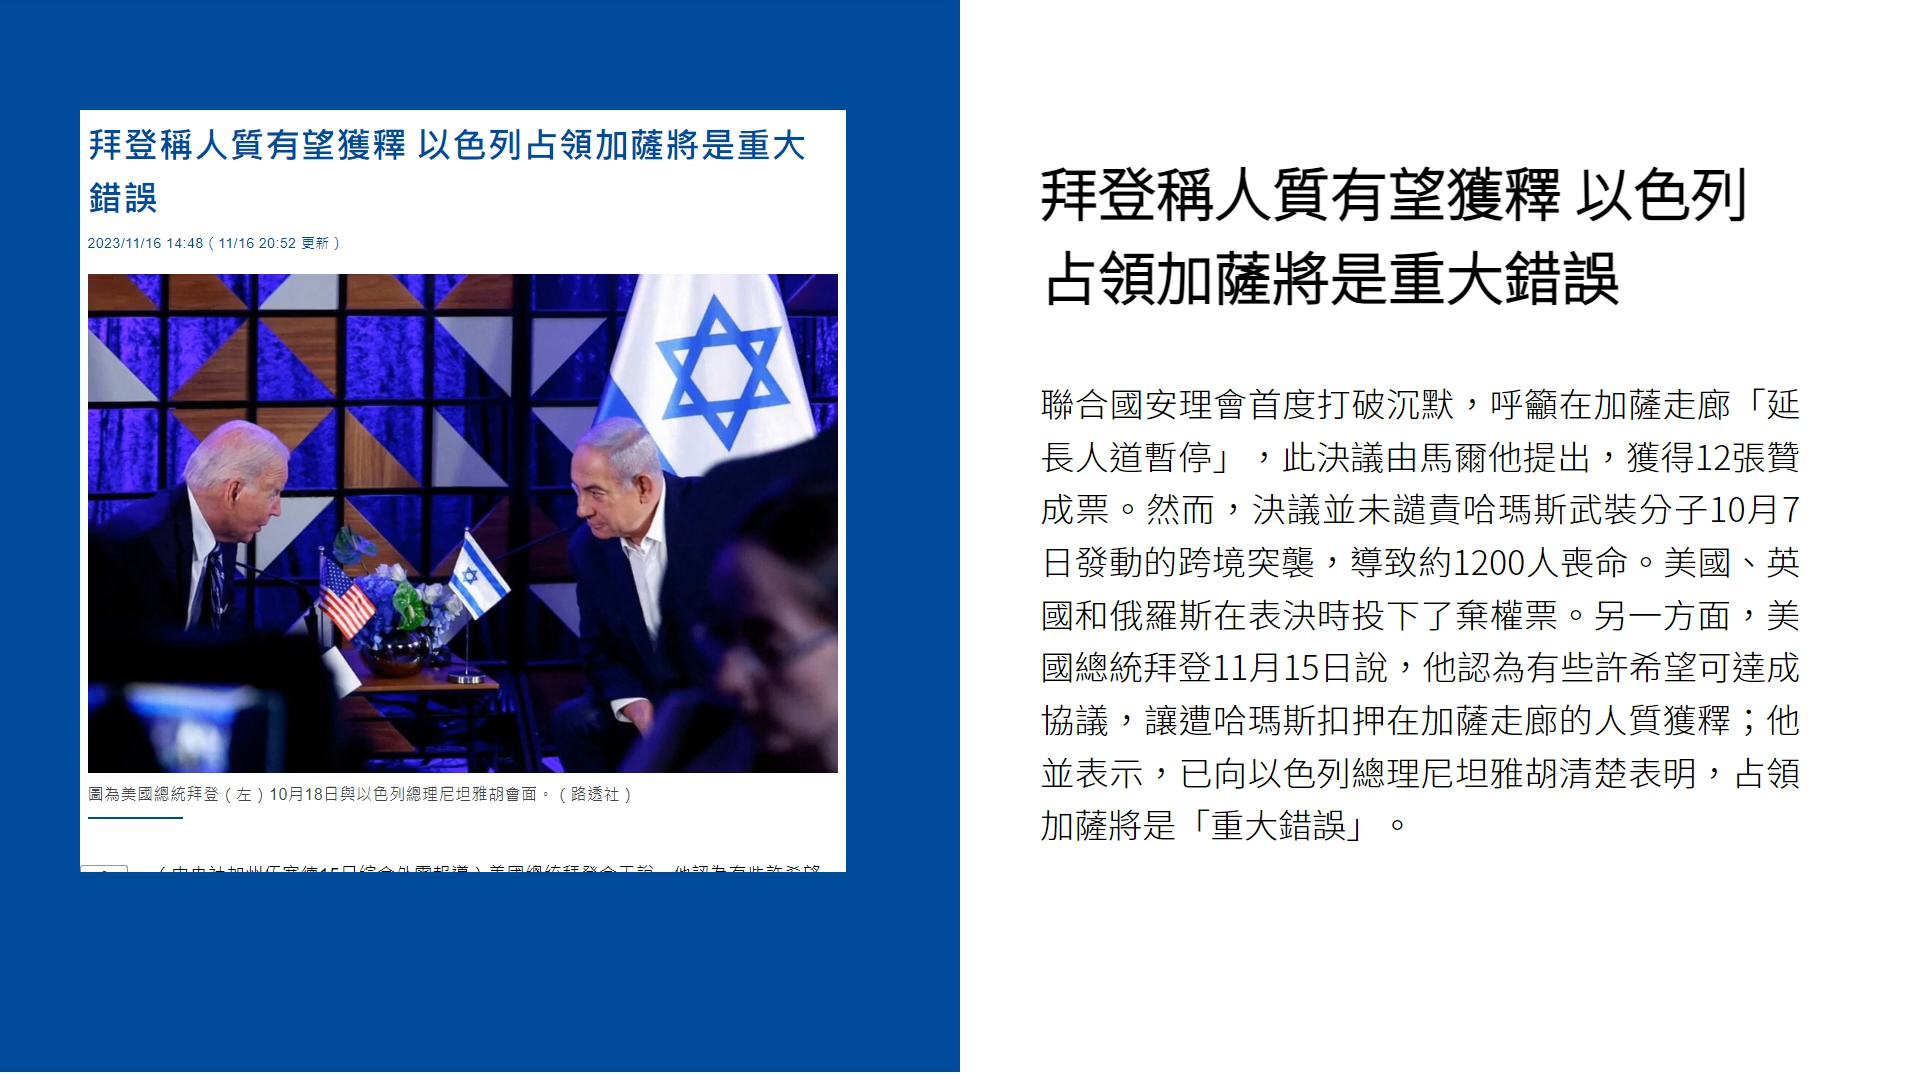 拜登稱人質有望獲釋 以色列占領加薩將是重大
錯誤
2023/11/16 14:48（11/16 20:52 更新）
圖為美國總統拜登（左）10月18日與以色列總理尼坦雅胡會面。（路透社）
拜登稱人質有望獲釋 以色列
占領加薩將是重大錯誤
聯合國安理會首度打破沉默，呼籲在加薩走廊「延
長人道暫停」，此決議由馬爾他提出，獲得12張贊
成票。然而，決議並未譴責哈瑪斯武裝分子10月7
日發動的跨境突襲，導致約1200人喪命。美國、英
國和俄羅斯在表決時投下了棄權票。另一方面，美
國總統拜登11月15日說，他認為有些許希望可達成
協議，讓遭哈瑪斯扣押在加薩走廊的人質獲釋；他
並表示，已向以色列總理尼坦雅胡清楚表明，占領
加薩將是「重大錯誤」。